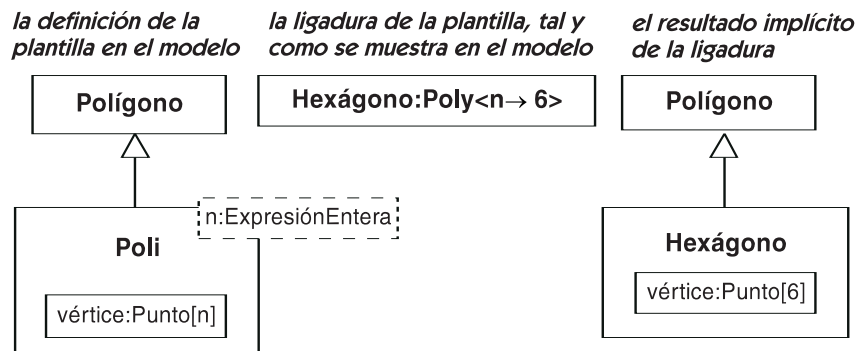 la definición de la
plantilla en el modelo
la ligadura de la plantilla, tal y
como se muestra en el modelo
el resultado implícito
de la ligadura
Polígono
Hexágono:Poly<n→ 6>
Polígono
n:ExpresiónEntera
Poli
vértice:Punto[n]
Hexágono
vértice:Punto[6]